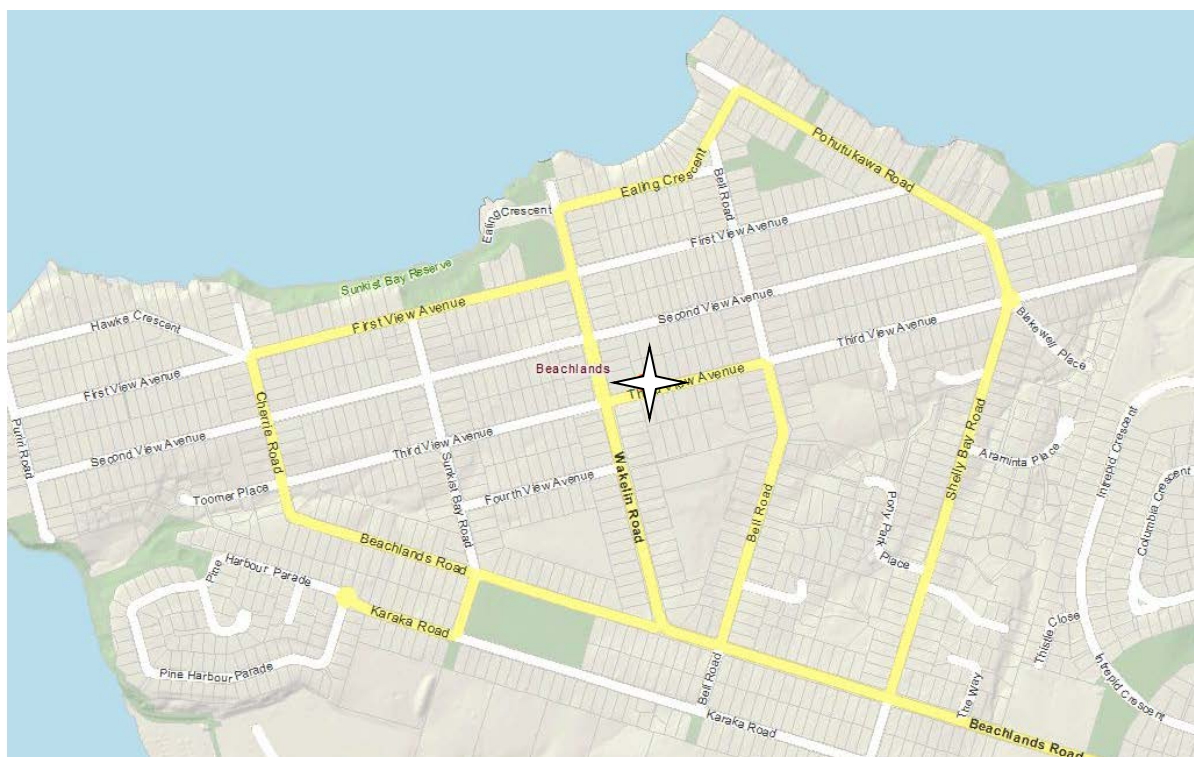 Pohutukawa Road
Ealing Crescent
Bell Road
Ealing Crescent
First View Avenue
Sunkist Bay Reserve
Hawke Crescent
First View Avenue
Second View Avenue
Blakewell Place
Third View Avenue
Beachlands
Third View Avenue
First View Avenue
Cherrie Road
Puriri Road
Second View Avenue
Third View Avenue
Sunkist Bay Road
Toomer Place
Fourth View Avenue
Wakelin Road
Bell Road
Shelly Bay Road
Araminta Place
Intrepid Crescent
Columbia Crescent
Pony Park
Place
Beachlands Road
Pine
Harbour Parade
Karaka Road
Pine Harbour Parade
Bell Road
Karaka Road
The Way
Thistle Close
Intrepid Crescent
Beachlands Road